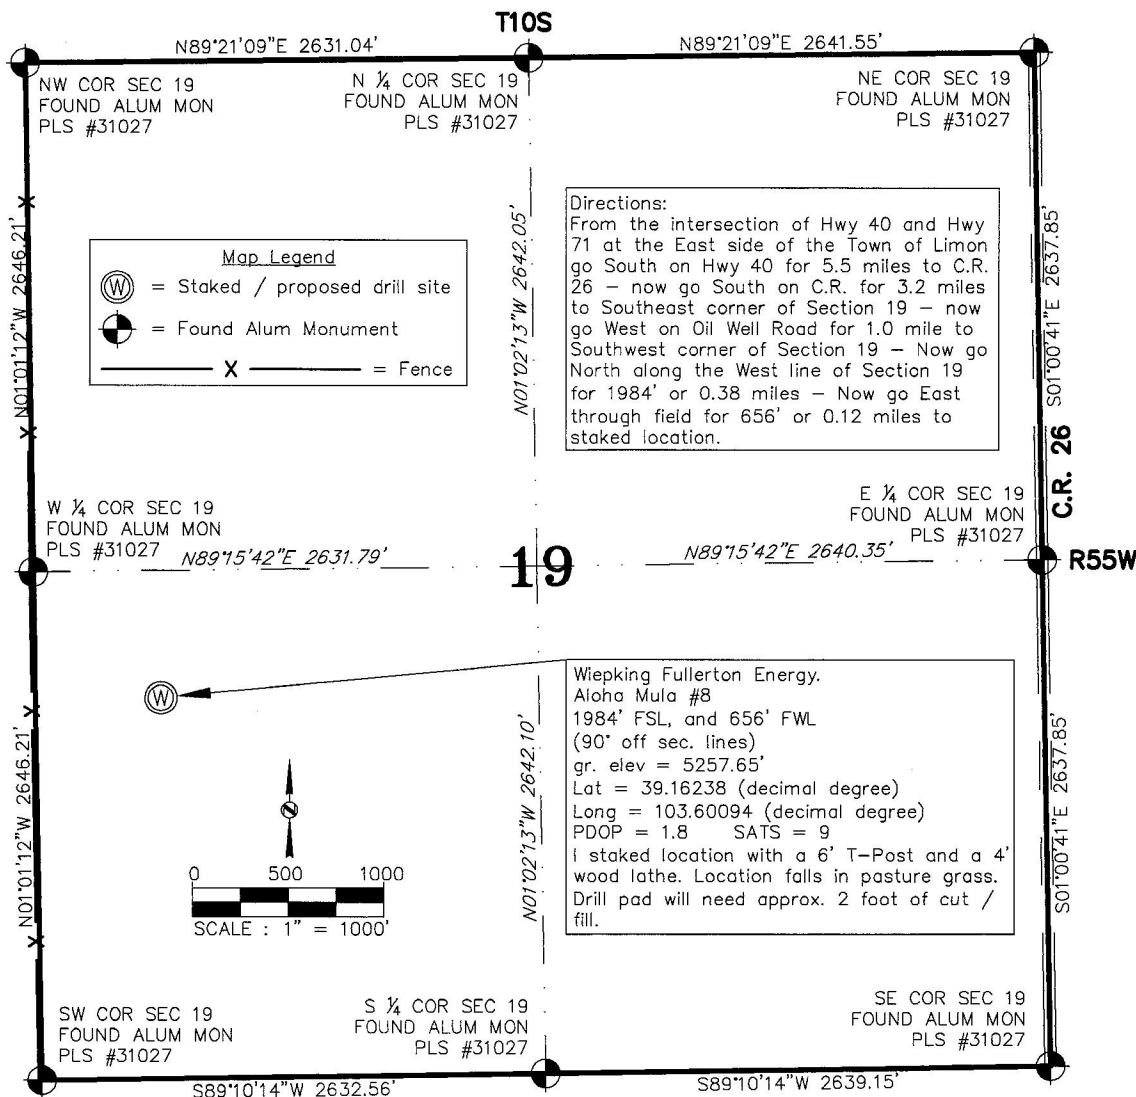 T10S
N89°21'09"E 2631.04'
N89°21'09"E 2641.55'
NW COR SEC 19
FOUND ALUM MON
PLS #31027
N ¼ COR SEC 19
FOUND ALUM MON
PLS #31027
NE COR SEC 19
FOUND ALUM MON
PLS #31027
N01°01'12"W 2646.21'
N01°02'13"W 2642.05'
S01°00'41"E 2637.85'
Map Legend
W = Staked / proposed drill site
= Found Alum Monument
X = Fence
Directions:
From the intersection of Hwy 40 and Hwy
71 at the East side of the Town of Limon
go South on Hwy 40 for 5.5 miles to C.R.
26 – now go South on C.R. for 3.2 miles
to Southeast corner of Section 19 – now
go West on Oil Well Road for 1.0 mile to
Southwest corner of Section 19 – Now go
North along the West line of Section 19
for 1984' or 0.38 miles – Now go East
through field for 656' or 0.12 miles to
staked location.
C.R. 26
W ¼ COR SEC 19
FOUND ALUM MON
PLS #31027
E ¼ COR SEC 19
FOUND ALUM MON
PLS #31027
N89°15'42"E 2631.79'
19
N89°15'42"E 2640.35'
R55W
W
Wiepking Fullerton Energy.
Aloha Mula #8
1984' FSL, and 656' FWL
(90° off sec. lines)
gr. elev = 5257.65'
Lat = 39.16238 (decimal degree)
Long = 103.60094 (decimal degree)
PDOP = 1.8 SATS = 9
I staked location with a 6' T-Post and a 4'
wood lathe. Location falls in pasture grass.
Drill pad will need approx. 2 foot of cut /
fill.
N01°01'12"W 2646.21'
N01°02'13"W 2642.10'
S01°00'41"E 2637.85'
N
0 500 1000
SCALE : 1" = 1000'
SW COR SEC 19
FOUND ALUM MON
PLS #31027
S ¼ COR SEC 19
FOUND ALUM MON
PLS #31027
SE COR SEC 19
FOUND ALUM MON
PLS #31027
S89°10'14"W 2632.56'
S89°10'14"W 2639.15'